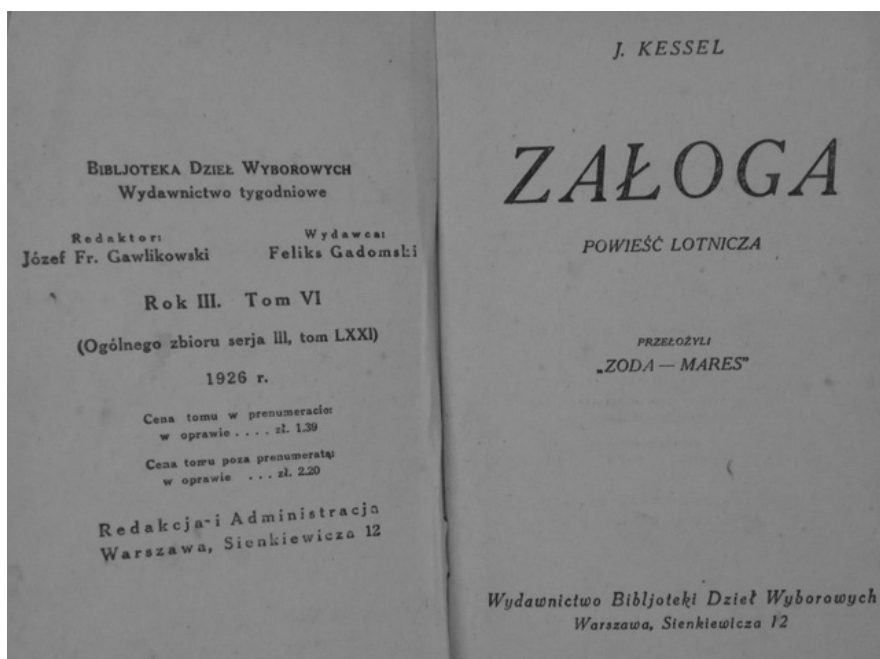 BIBLJOTEKA DZIEŁ WYBOROWYCH
Wydawnictwo tygodniowe
Redaktor: Wydawca:
Józef Fr. Gawlikowski Feliks Gadomski
Rok III. Tom VI
(Ogólnego zbioru serja III, tom LXXI)
1926 r.
Cena tomu w prenumeracie:
w oprawie . . . . zł. 1.39
Cena tomu poza prenumeratą:
w oprawie . . . zł. 2.20
Redakcja i Administracja
Warszawa, Sienkiewicza 12
J. KESSEL
ZAŁOGA
POWIEŚĆ LOTNICZA
PRZEŁOŻYLI
„ZODA — MARES"
Wydawnictwo Bibljoteki Dzieł Wyborowych
Warszawa, Sienkiewicza 12